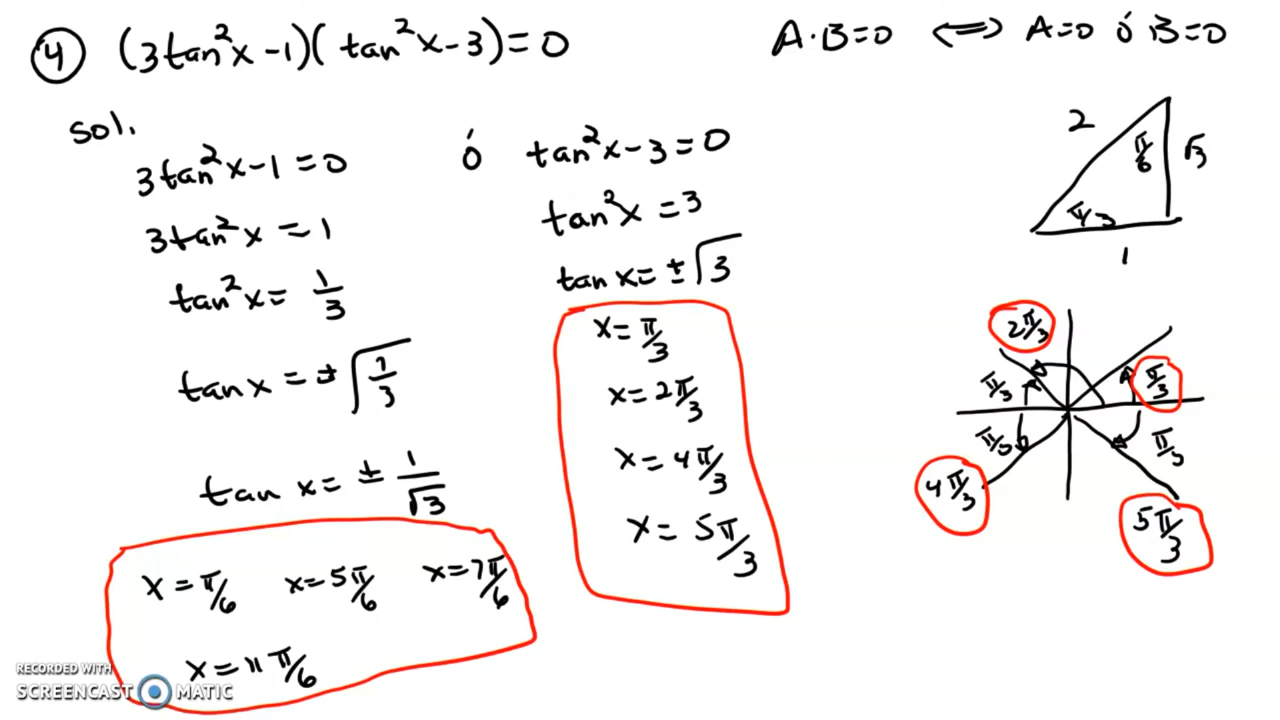 4 (3tan²x-1)(tan²x-3)=0
A·B=0 ⟺ A=0 ó B=0
sol.
3tan²x-1=0 ó tan²x-3=0
3tan²x=1
tan²x=1/3
tanx=±√(1/3)
tan x=±1/√3
x=π/6 x=5π/6 x=7π/6
x=11π/6
tan²x=3
tanx=±√3
x=π/3
x=2π/3
x=4π/3
x=5π/3
2
π/6
√3
π/3
1
2π/3
π/3
π/3
π/3
π/3
4π/3
5π/3
RECORDED WITH
SCREENCAST MATIC